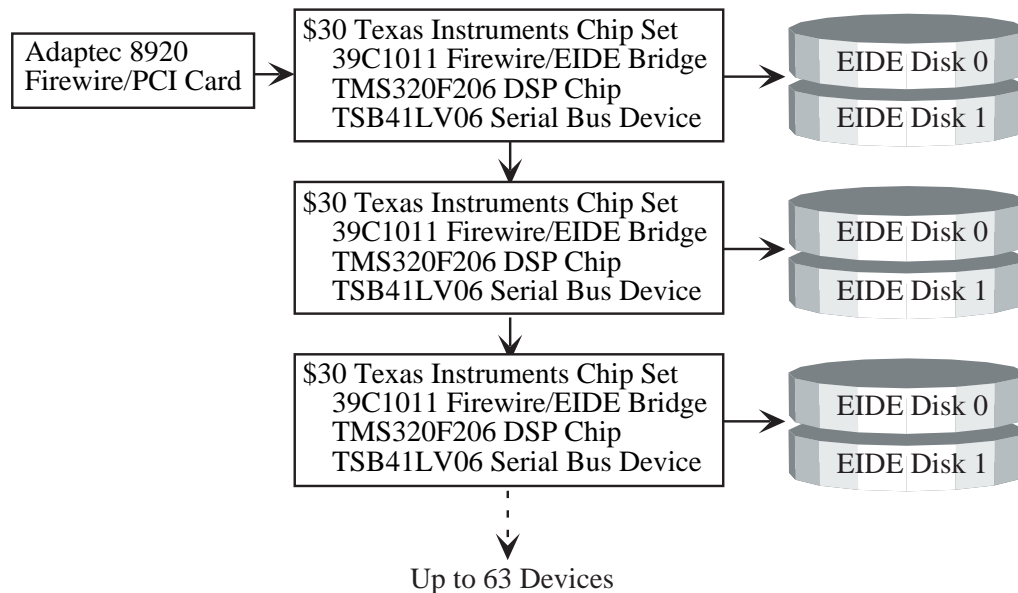 Adaptec 8920
Firewire/PCI Card
$30 Texas Instruments Chip Set
39C1011 Firewire/EIDE Bridge
TMS320F206 DSP Chip
TSB41LV06 Serial Bus Device
EIDE Disk 0
EIDE Disk 1
$30 Texas Instruments Chip Set
39C1011 Firewire/EIDE Bridge
TMS320F206 DSP Chip
TSB41LV06 Serial Bus Device
EIDE Disk 0
EIDE Disk 1
$30 Texas Instruments Chip Set
39C1011 Firewire/EIDE Bridge
TMS320F206 DSP Chip
TSB41LV06 Serial Bus Device
EIDE Disk 0
EIDE Disk 1
Up to 63 Devices